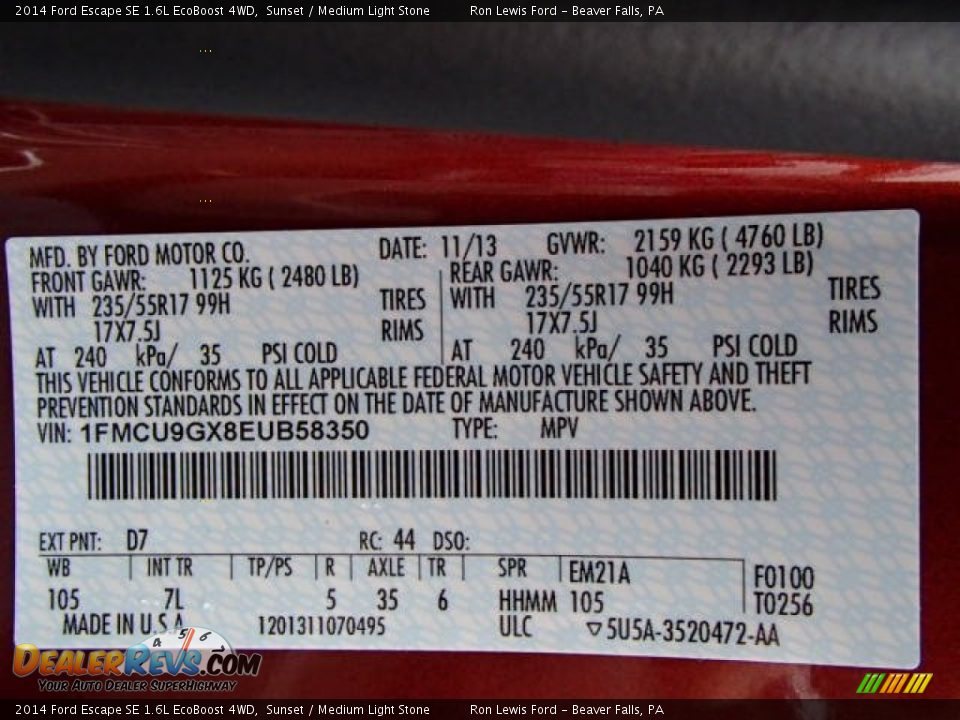 2014 Ford Escape SE 1.6L EcoBoost 4WD,  Sunset / Medium Light Stone Ron Lewis Ford - Beaver Falls, PA
MFD. BY FORD MOTOR CO. DATE: 11/13 GVWR: 2159 KG ( 4760 LB)
FRONT GAWR: 1125 KG ( 2480 LB) REAR GAWR: 1040 KG ( 2293 LB)
WITH 235/55R17 99H TIRES WITH 235/55R17 99H TIRES
17X7.5J RIMS 17X7.5J RIMS
AT 240 kPa/ 35 PSI COLD AT 240 kPa/ 35 PSI COLD
THIS VEHICLE CONFORMS TO ALL APPLICABLE FEDERAL MOTOR VEHICLE SAFETY AND THEFT
PREVENTION STANDARDS IN EFFECT ON THE DATE OF MANUFACTURE SHOWN ABOVE.
VIN: 1FMCU9GX8EUB58350 TYPE: MPV
EXT PNT: D7 RC: 44 DSO:
WB INT TR TP/PS R AXLE TR SPR EM21A F0100
105 7L 5 35 6 HHMM 105 T0256
MADE IN U.S.A. 1201311070495 ULC ▽5U5A-3520472-AA
4 5 6
DEALERREVS.COM
YOUR AUTO DEALER SUPERHIGHWAY
2014 Ford Escape SE 1.6L EcoBoost 4WD,  Sunset / Medium Light Stone Ron Lewis Ford - Beaver Falls, PA